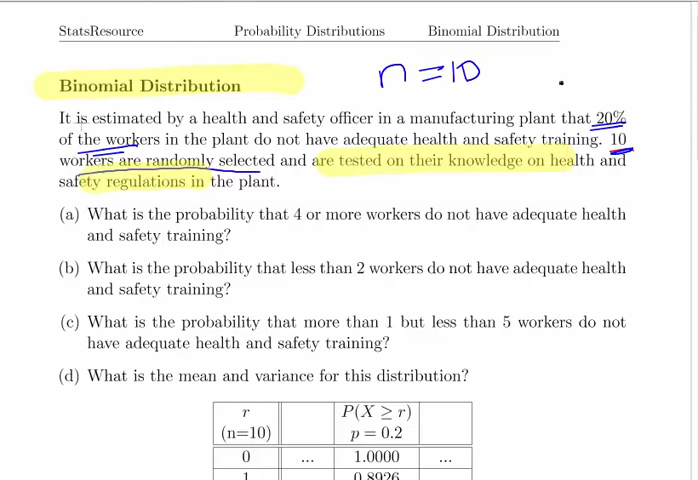 StatsResource Probability Distributions Binomial Distribution
Binomial Distribution
n = 10
It is estimated by a health and safety officer in a manufacturing plant that 20%
of the workers in the plant do not have adequate health and safety training. 10
workers are randomly selected and are tested on their knowledge on health and
safety regulations in the plant.
(a) What is the probability that 4 or more workers do not have adequate health
and safety training?
(b) What is the probability that less than 2 workers do not have adequate health
and safety training?
(c) What is the probability that more than 1 but less than 5 workers do not
have adequate health and safety training?
(d) What is the mean and variance for this distribution?
r P(X ≥ r)
(n=10) p = 0.2
0 ... 1.0000 ...
1 0.8926